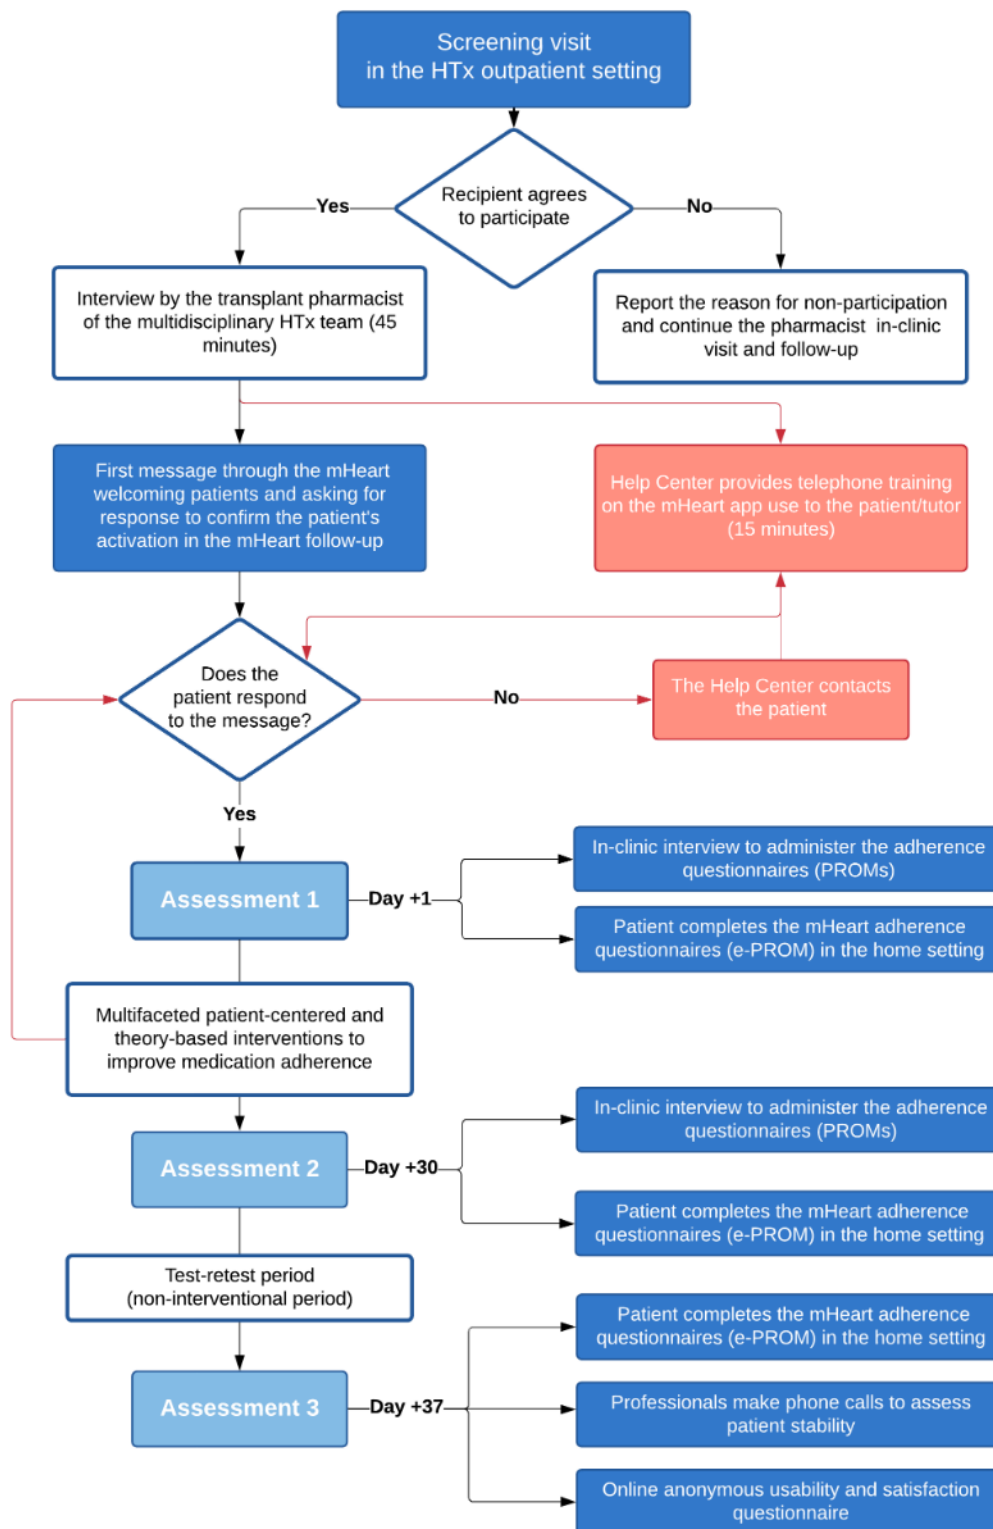 Screening visit
in the HTx outpatient setting
Recipient agrees
to participate
Yes
No
Interview by the transplant pharmacist
of the multidisciplinary HTx team (45
minutes)
Report the reason for non-participation
and continue the pharmacist in-clinic
visit and follow-up
First message through the mHeart
welcoming patients and asking for
response to confirm the patient's
activation in the mHeart follow-up
Help Center provides telephone training
on the mHeart app use to the patient/tutor
(15 minutes)
Does the
patient respond
to the message?
No
The Help Center contacts
the patient
Yes
Assessment 1
Day +1
In-clinic interview to administer the adherence
questionnaires (PROMs)
Patient completes the mHeart adherence
questionnaires (e-PROM) in the home setting
Multifaceted patient-centered and
theory-based interventions to
improve medication adherence
Assessment 2
Day +30
In-clinic interview to administer the adherence
questionnaires (PROMs)
Patient completes the mHeart adherence
questionnaires (e-PROM) in the home setting
Test-retest period
(non-interventional period)
Assessment 3
Day +37
Patient completes the mHeart adherence
questionnaires (e-PROM) in the home setting
Professionals make phone calls to assess
patient stability
Online anonymous usability and satisfaction
questionnaire